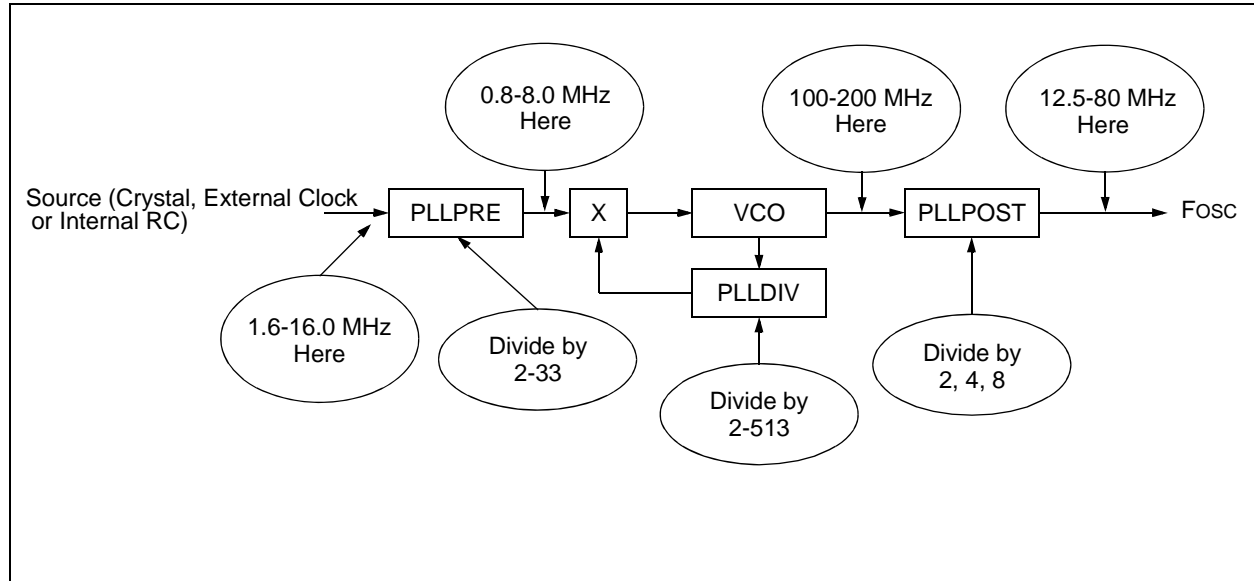 0.8-8.0 MHz
Here
100-200 MHz
Here
12.5-80 MHz
Here
Source (Crystal, External Clock
or Internal RC)
PLLPRE
X
VCO
PLLPOST
FOSC
PLLDIV
1.6-16.0 MHz
Here
Divide by
2-33
Divide by
2-513
Divide by
2, 4, 8